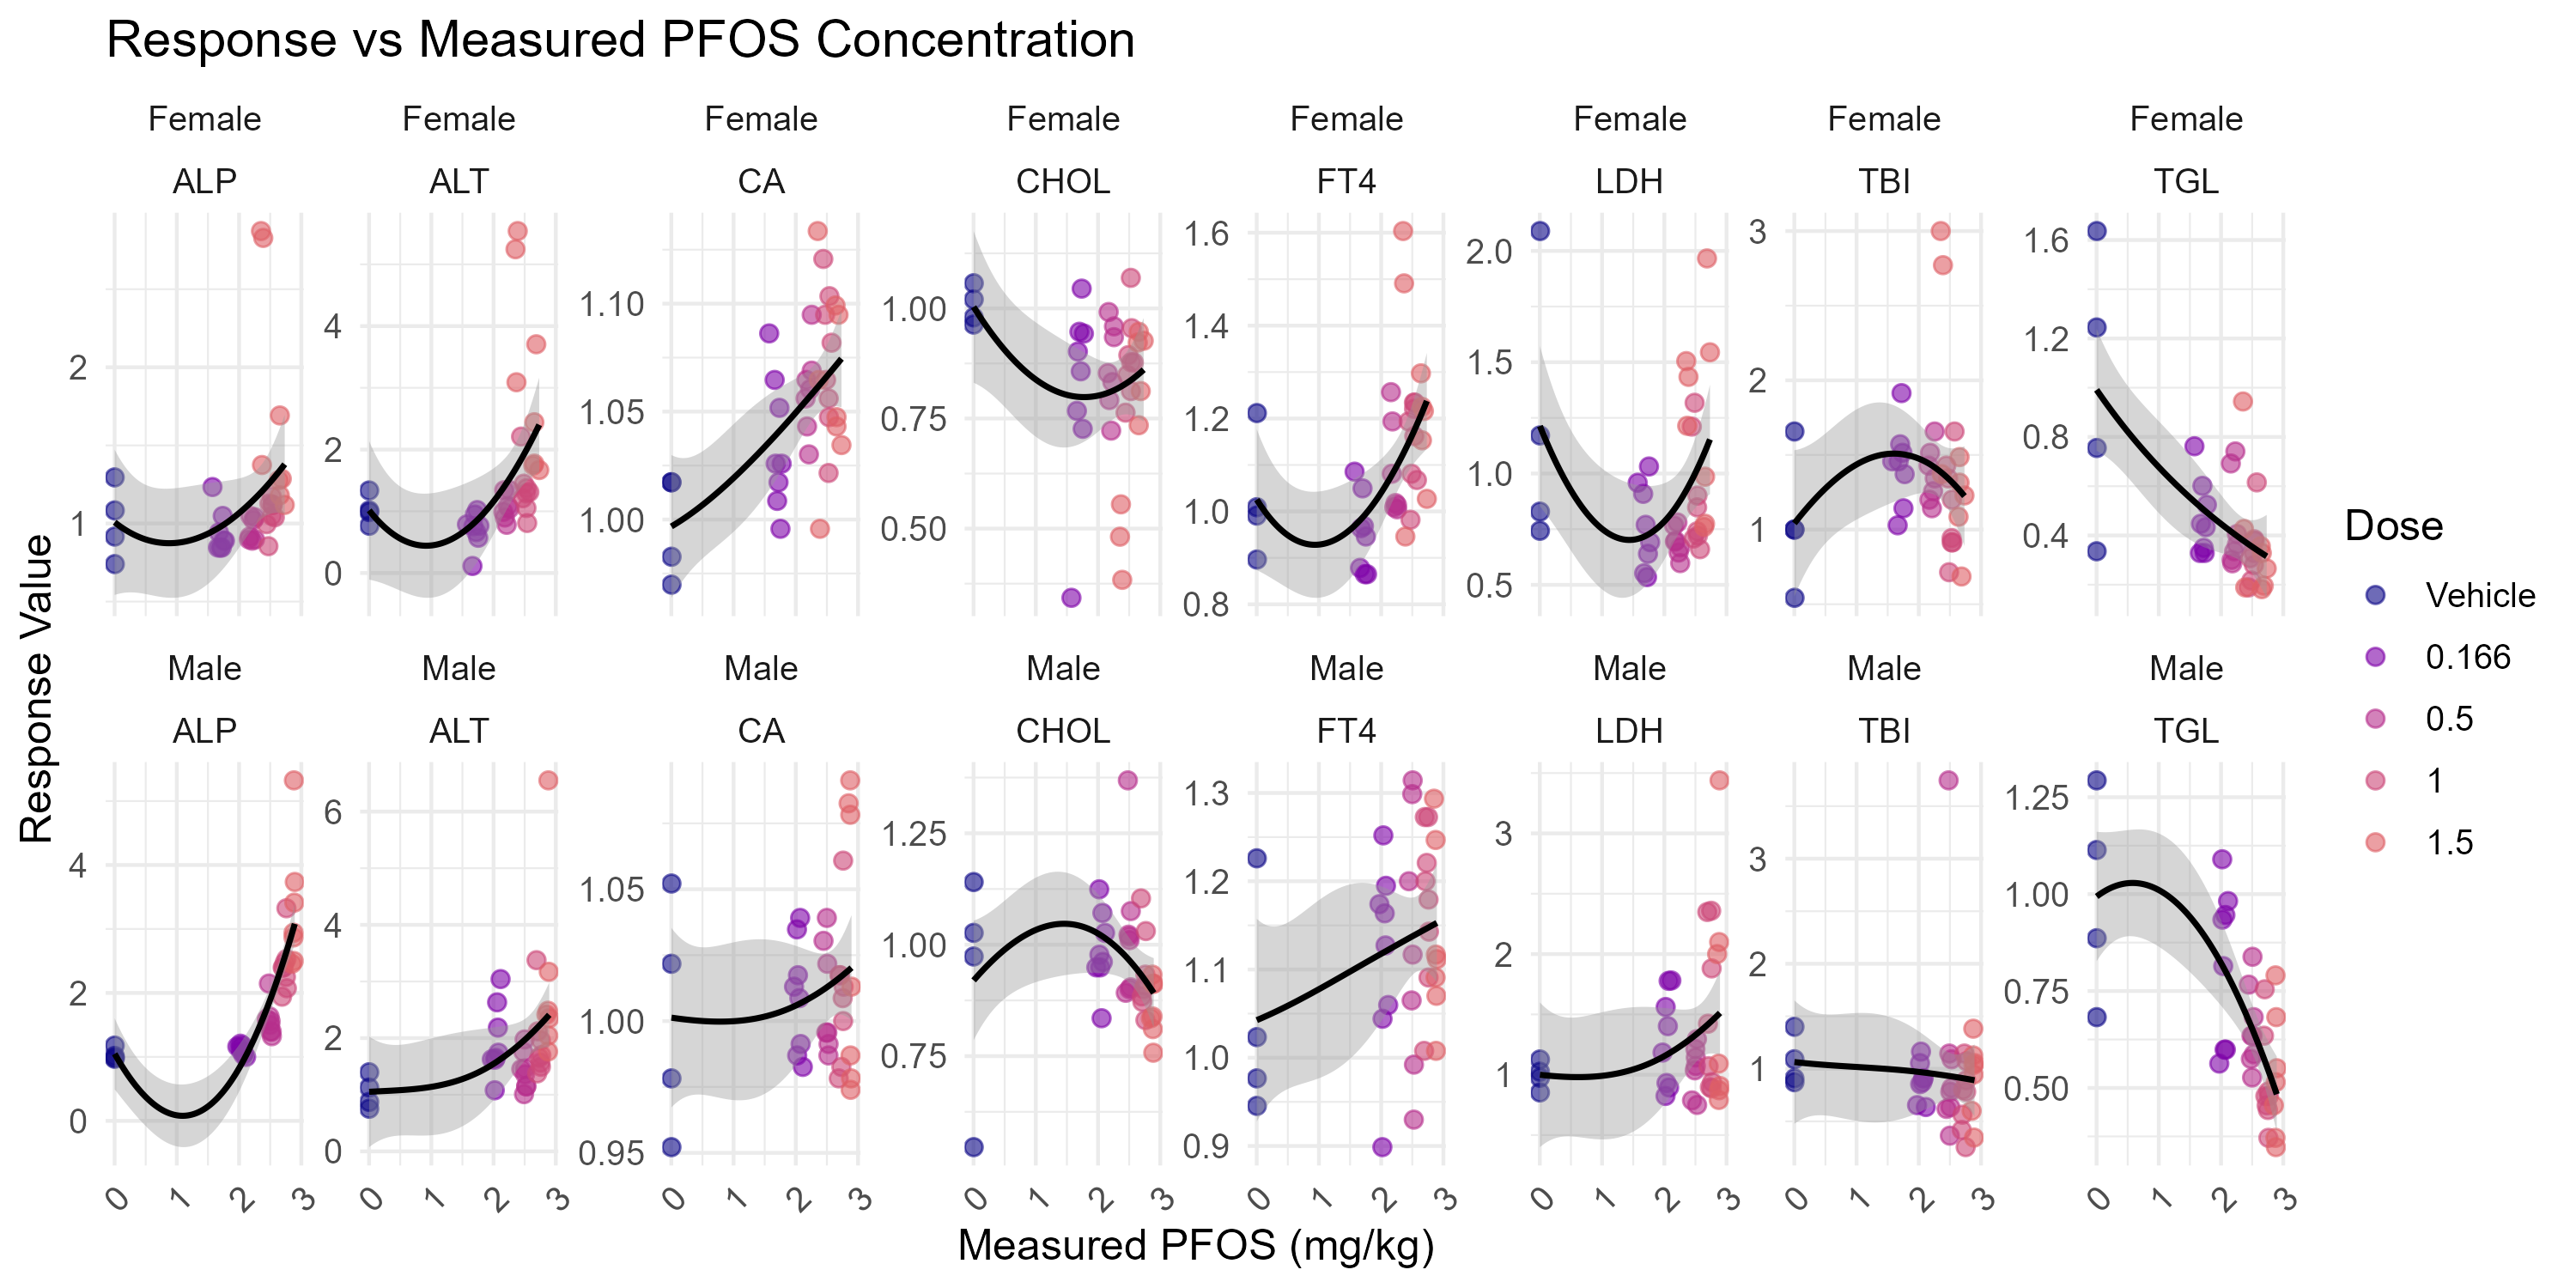 Response vs Measured PFOS Concentration
Female Female Female Female Female Female Female Female
ALP ALT CA CHOL FT4 LDH TBI TGL
1 2
0 2 4
1.00 1.05 1.10
0.50 0.75 1.00
0.8 1.0 1.2 1.4 1.6
0.5 1.0 1.5 2.0
1 2 3
0.4 0.8 1.2 1.6
Male Male Male Male Male Male Male Male
ALP ALT CA CHOL FT4 LDH TBI TGL
0 2 4
0 2 4 6
0.95 1.00 1.05
0.75 1.00 1.25
0.9 1.0 1.1 1.2 1.3
1 2 3
1 2 3
0.50 0.75 1.00 1.25
0 1 2 3 0 1 2 3 0 1 2 3 0 1 2 3 0 1 2 3 0 1 2 3 0 1 2 3 0 1 2 3
Measured PFOS (mg/kg)
Response Value
Dose
Vehicle
0.166
0.5
1
1.5